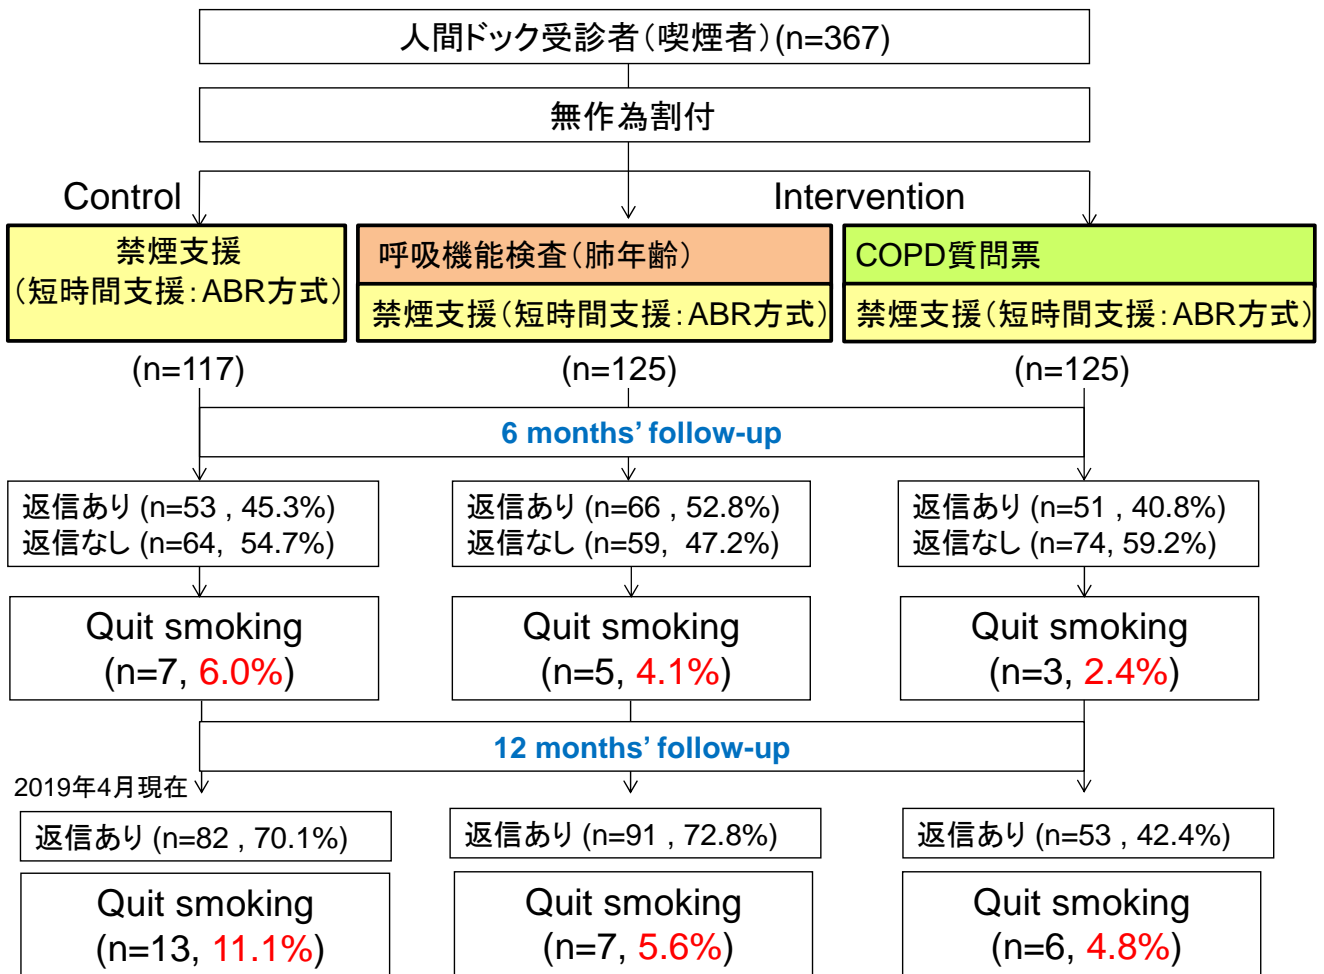 人間ドック受診者(喫煙者)(n=367)
無作為割付
Control
Intervention
禁煙支援
(短時間支援:ABR方式)
呼吸機能検査(肺年齢)
禁煙支援(短時間支援:ABR方式)
COPD質問票
禁煙支援(短時間支援:ABR方式)
(n=117)
(n=125)
(n=125)
6 months’ follow-up
返信あり (n=53 , 45.3%)
返信なし (n=64, 54.7%)
返信あり (n=66 , 52.8%)
返信なし (n=59, 47.2%)
返信あり (n=51 , 40.8%)
返信なし (n=74, 59.2%)
Quit smoking
(n=7, 6.0%)
Quit smoking
(n=5, 4.1%)
Quit smoking
(n=3, 2.4%)
12 months’ follow-up
2019年4月現在
返信あり (n=82 , 70.1%)
返信あり (n=91 , 72.8%)
返信あり (n=53 , 42.4%)
Quit smoking
(n=13, 11.1%)
Quit smoking
(n=7, 5.6%)
Quit smoking
(n=6, 4.8%)